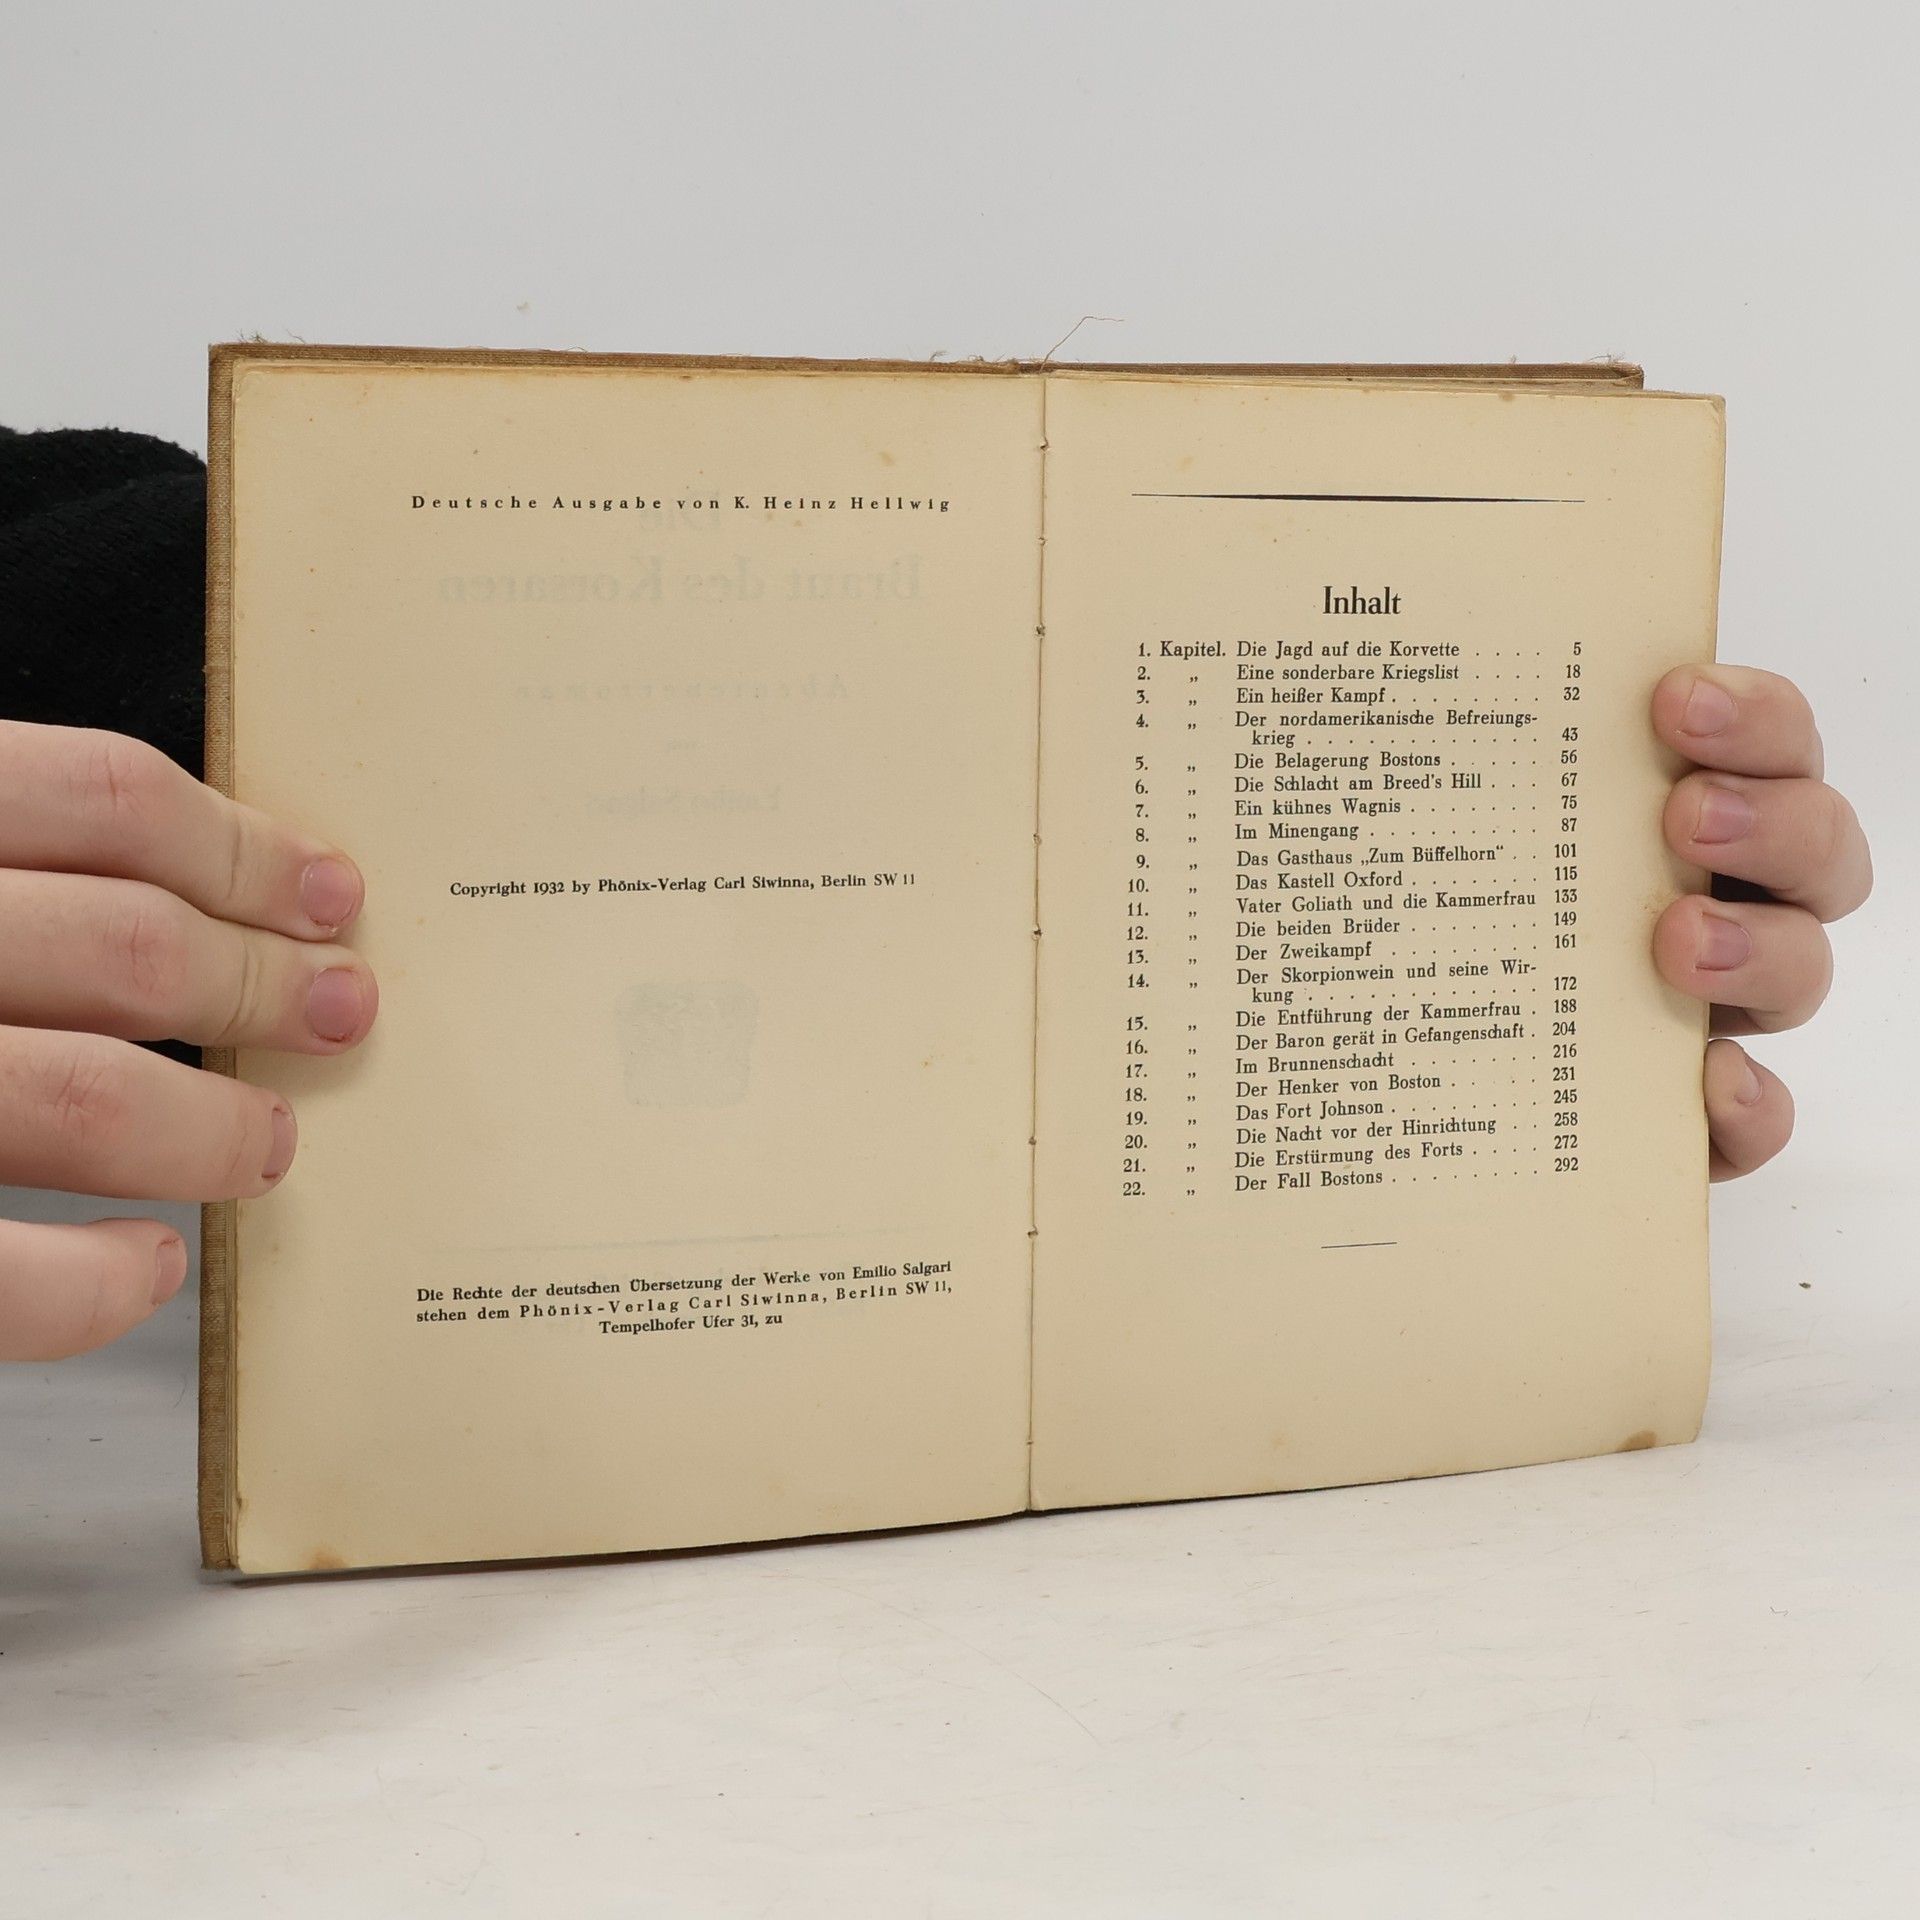 Deutsche Ausgabe von K. Heinz Hellwig
Braut des Korsaren
Abenteuerroman
Copyright 1932 by Phönix-Verlag Carl Siwinna, Berlin SW 11
Die Rechte der deutschen Übersetzung der Werke von Emilio Salgari
stehen dem Phönix-Verlag Carl Siwinna, Berlin SW 11,
Tempelhofer Ufer 31, zu
Inhalt
1. Kapitel. Die Jagd auf die Korvette . . . . 5
2. „ Eine sonderbare Kriegslist . . . . 18
3. „ Ein heißer Kampf . . . . . . . . 32
4. „ Der nordamerikanische Befreiungs-
krieg . . . . . . . . . . . . 43
5. „ Die Belagerung Bostons . . . . . 56
6. „ Die Schlacht am Breed's Hill . . . 67
7. „ Ein kühnes Wagnis . . . . . . . 75
8. „ Im Minengang . . . . . . . . . 87
9. „ Das Gasthaus „Zum Büffelhorn“ . . 101
10. „ Das Kastell Oxford . . . . . . . 115
11. „ Vater Goliath und die Kammerfrau 133
12. „ Die beiden Brüder . . . . . . . 149
13. „ Der Zweikampf . . . . . . . . 161
14. „ Der Skorpionwein und seine Wir-
kung . . . . . . . . . . . . 172
15. „ Die Entführung der Kammerfrau . 188
16. „ Der Baron gerät in Gefangenschaft . 204
17. „ Im Brunnenschacht . . . . . . . 216
18. „ Der Henker von Boston . . . . . 231
19. „ Das Fort Johnson . . . . . . . . 245
20. „ Die Nacht vor der Hinrichtung . . 258
21. „ Die Erstürmung des Forts . . . . 272
22. „ Der Fall Bostons . . . . . . . . 292